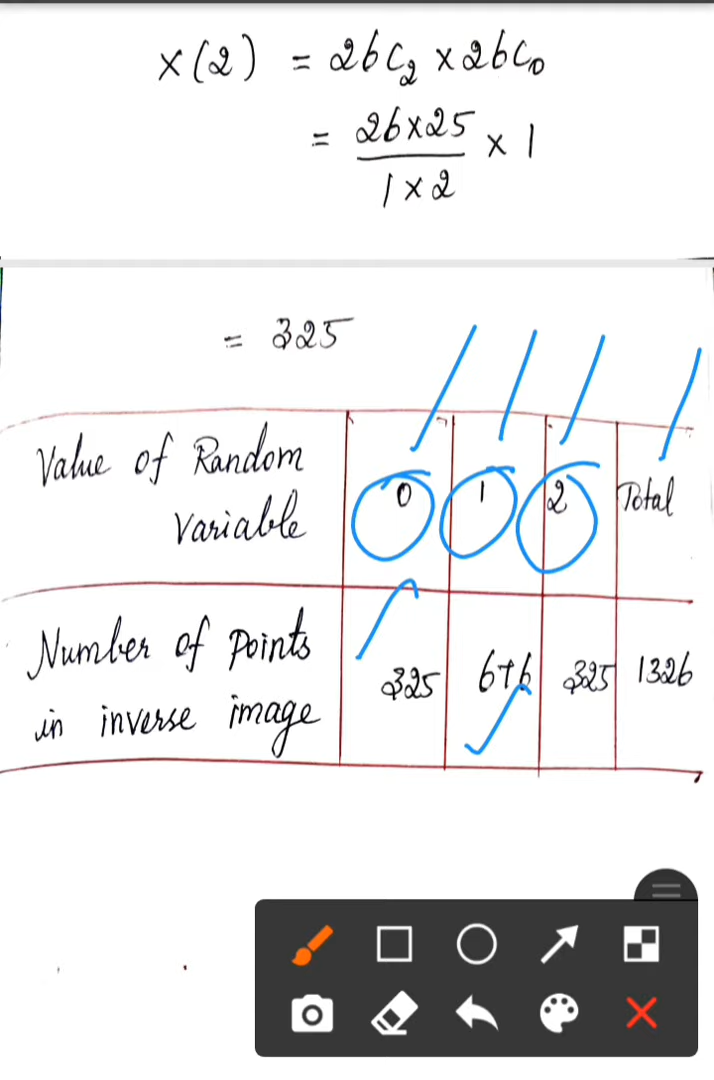 X(2) = 26C₂ × 26C₀
= 26×25 / 1×2 × 1
= 325
Value of Random Variable 0 1 2 Total
Number of Points in inverse image 325 676 325 1326